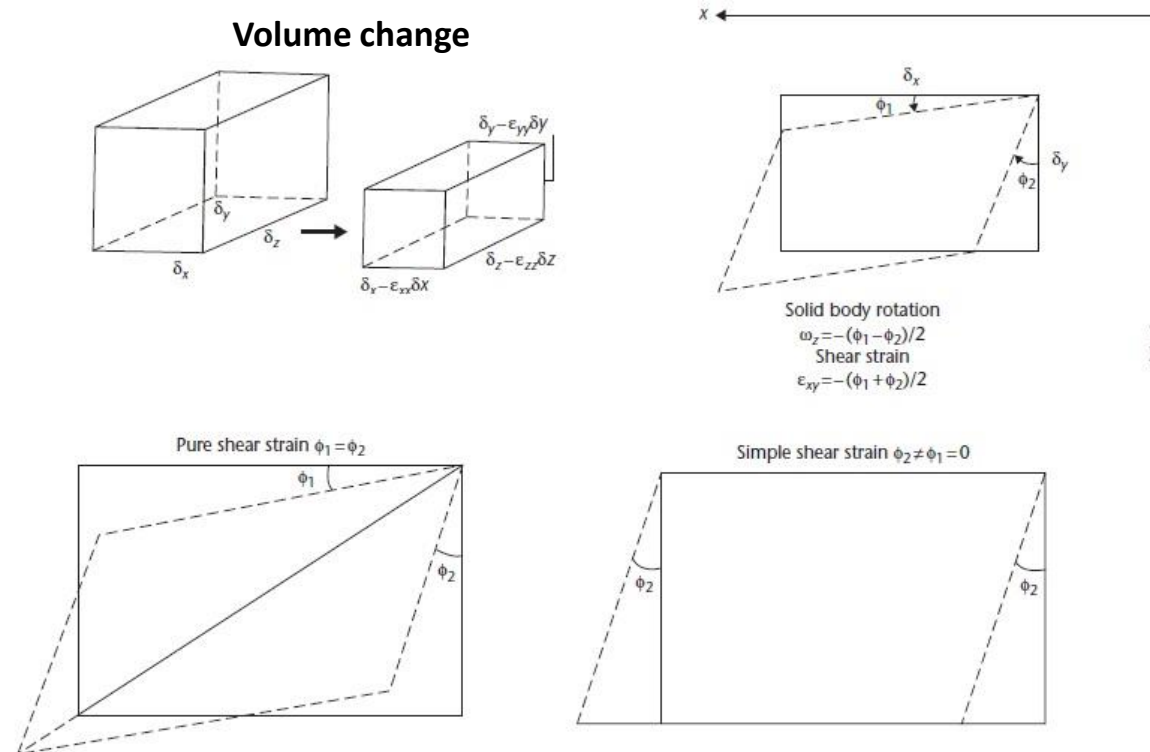 Volume change
x
δy–εyyδy
δy
δz
δx
δz–εzzδz
δx–εxxδx
δx
ϕ1
δy
ϕ2
Solid body rotation
ωz=–(ϕ1–ϕ2)/2
Shear strain
εxy=–(ϕ1+ϕ2)/2
Pure shear strain ϕ1=ϕ2
ϕ1
ϕ2
Simple shear strain ϕ2≠ϕ1=0
ϕ2
ϕ2